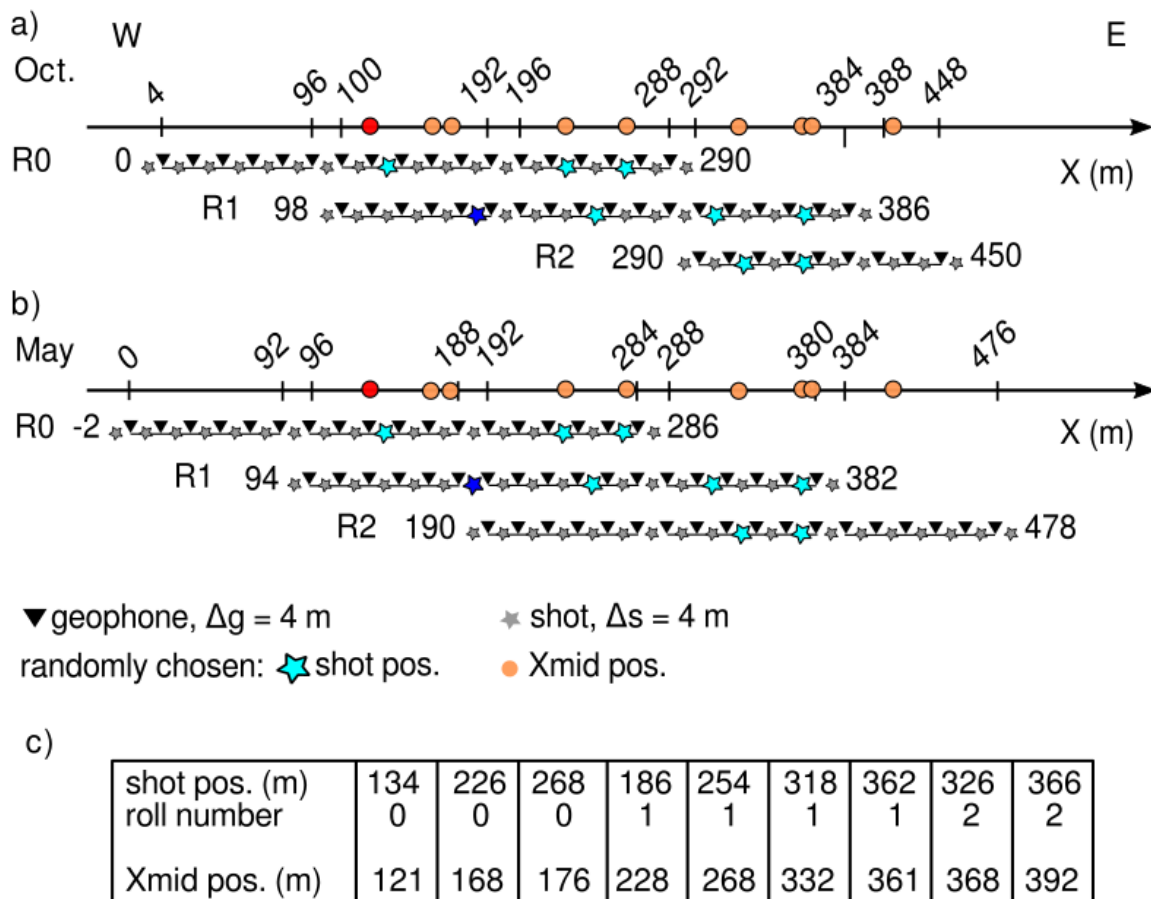 a)
W E
Oct.
4 96 100 192 196 288 292 384 388 448
R0 0 290 X (m)
R1 98 386
R2 290 450
b)
May
0 92 96 188 192 284 288 380 384 476
R0 -2 286 X (m)
R1 94 382
R2 190 478
geophone, Δg = 4 m shot, Δs = 4 m
randomly chosen: shot pos. Xmid pos.
c)
shot pos. (m) 134 226 268 186 254 318 362 326 366
roll number 0 0 0 1 1 1 1 2 2
Xmid pos. (m) 121 168 176 228 268 332 361 368 392